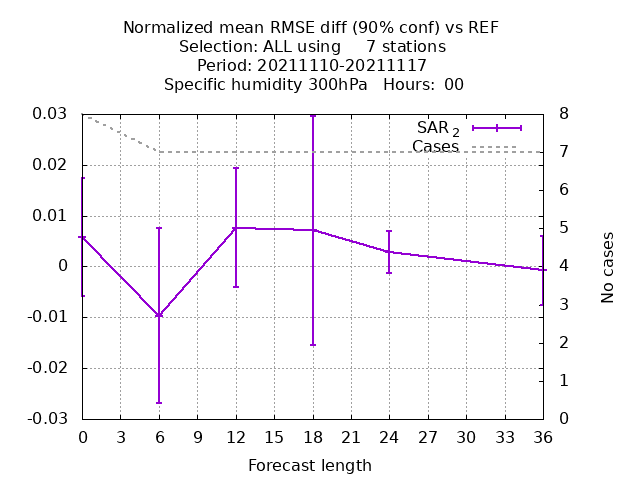 Normalized mean RMSE diff (90% conf) vs REF
Selection: ALL using     7 stations
Period: 20211110-20211117
Specific humidity 300hPa   Hours:  00
0.03
0.02
0.01
0
-0.01
-0.02
-0.03
SAR 2
Cases
8
7
6
5
4
3
2
1
0
No cases
0 3 6 9 12 15 18 21 24 27 30 33 36
Forecast length